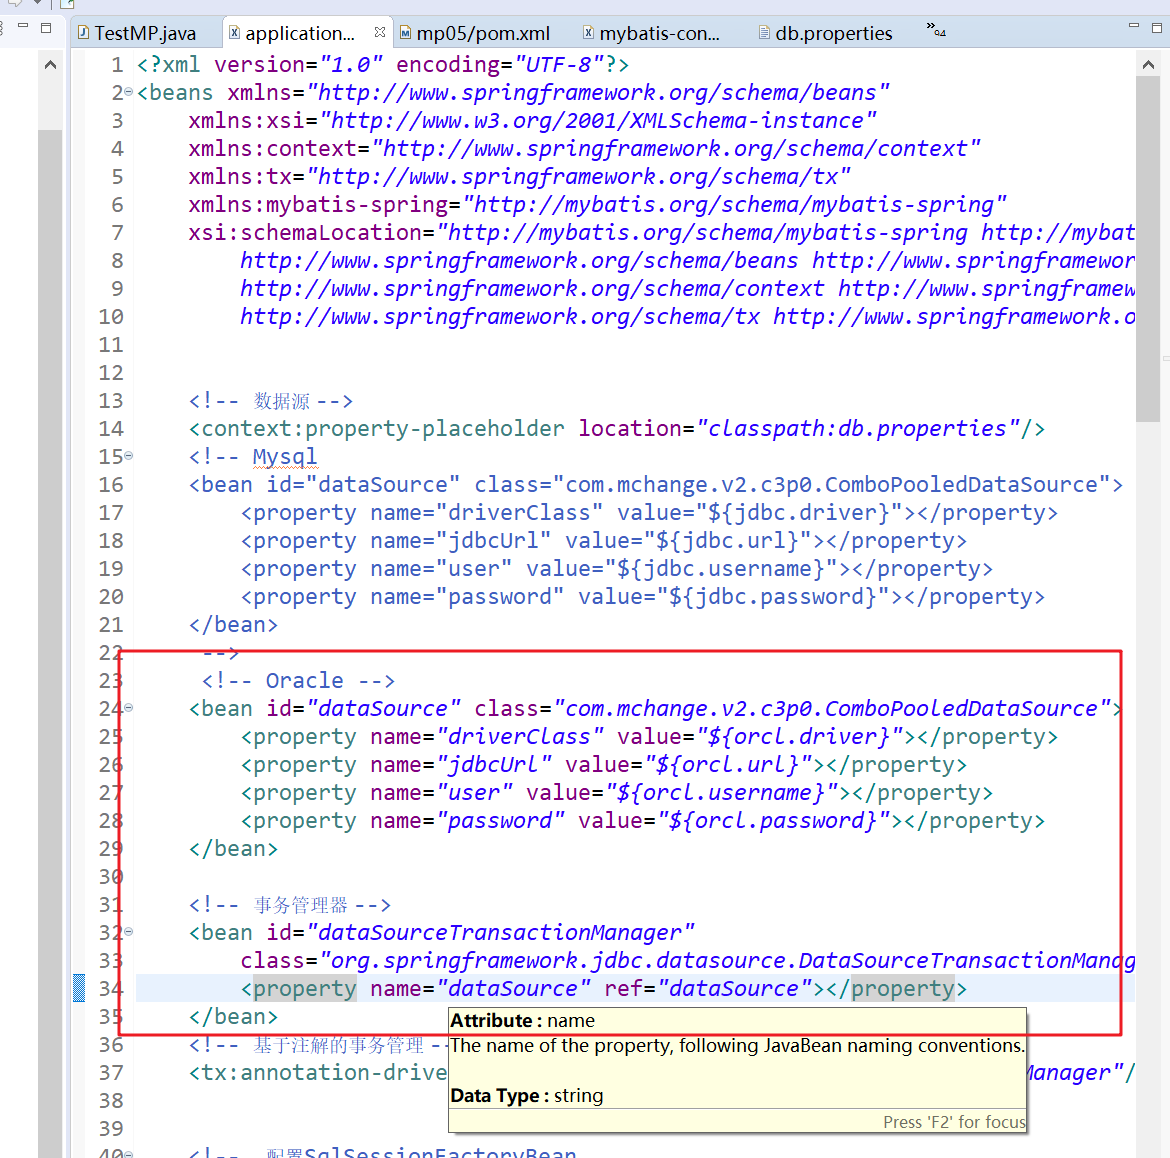 TestMP.java
application...
mp05/pom.xml
mybatis-con...
db.properties
»4
1 <?xml version="1.0" encoding="UTF-8"?>
2 <beans xmlns="http://www.springframework.org/schema/beans"
3 xmlns:xsi="http://www.w3.org/2001/XMLSchema-instance"
4 xmlns:context="http://www.springframework.org/schema/context"
5 xmlns:tx="http://www.springframework.org/schema/tx"
6 xmlns:mybatis-spring="http://mybatis.org/schema/mybatis-spring"
7 xsi:schemaLocation="http://mybatis.org/schema/mybatis-spring http://mybat
8 http://www.springframework.org/schema/beans http://www.springframewor
9 http://www.springframework.org/schema/context http://www.springframew
10 http://www.springframework.org/schema/tx http://www.springframework.o
11
12
13 <!-- 数据源 -->
14 <context:property-placeholder location="classpath:db.properties"/>
15 <!-- Mysql
16 <bean id="dataSource" class="com.mchange.v2.c3p0.ComboPooledDataSource">
17 <property name="driverClass" value="${jdbc.driver}"></property>
18 <property name="jdbcUrl" value="${jdbc.url}"></property>
19 <property name="user" value="${jdbc.username}"></property>
20 <property name="password" value="${jdbc.password}"></property>
21 </bean>
22 -->
23 <!-- Oracle -->
24 <bean id="dataSource" class="com.mchange.v2.c3p0.ComboPooledDataSource">
25 <property name="driverClass" value="${orcl.driver}"></property>
26 <property name="jdbcUrl" value="${orcl.url}"></property>
27 <property name="user" value="${orcl.username}"></property>
28 <property name="password" value="${orcl.password}"></property>
29 </bean>
30
31 <!-- 事务管理器 -->
32 <bean id="dataSourceTransactionManager"
33 class="org.springframework.jdbc.datasource.DataSourceTransactionManag
34 <property name="dataSource" ref="dataSource"></property>
35 </bean>
36 <!-- 基于注解的事务管理 --
37 <tx:annotation-drive Manager"/
38
39
40 <!-- 配置SqlSessionFactoryBean
Attribute : name
The name of the property, following JavaBean naming conventions.
Data Type : string
Press 'F2' for focus